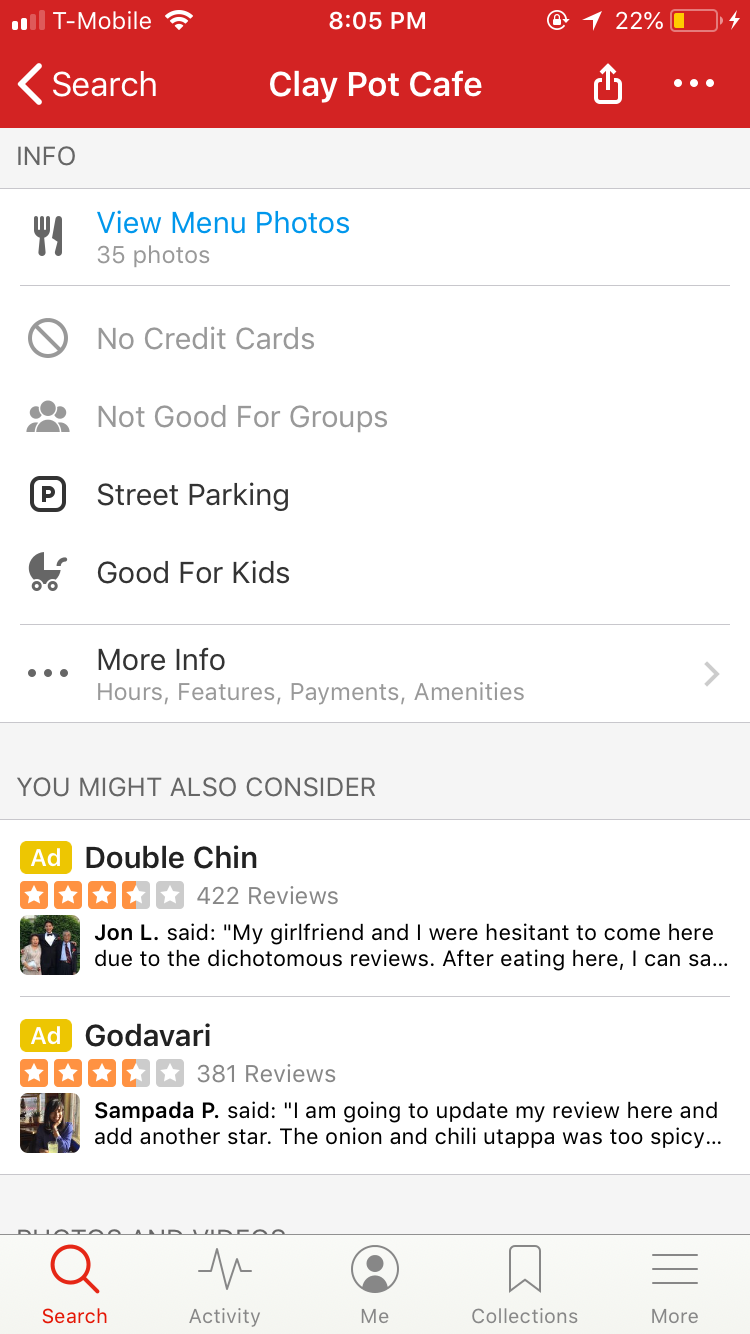 T-Mobile 8:05 PM 22%
Search Clay Pot Cafe
INFO
View Menu Photos
35 photos
No Credit Cards
Not Good For Groups
P Street Parking
Good For Kids
More Info
Hours, Features, Payments, Amenities
YOU MIGHT ALSO CONSIDER
Ad Double Chin
422 Reviews
Jon L. said: "My girlfriend and I were hesitant to come here
due to the dichotomous reviews. After eating here, I can sa...
Ad Godavari
381 Reviews
Sampada P. said: "I am going to update my review here and
add another star. The onion and chili utappa was too spicy...
PHOTOS AND VIDEOS
Search Activity Me Collections More